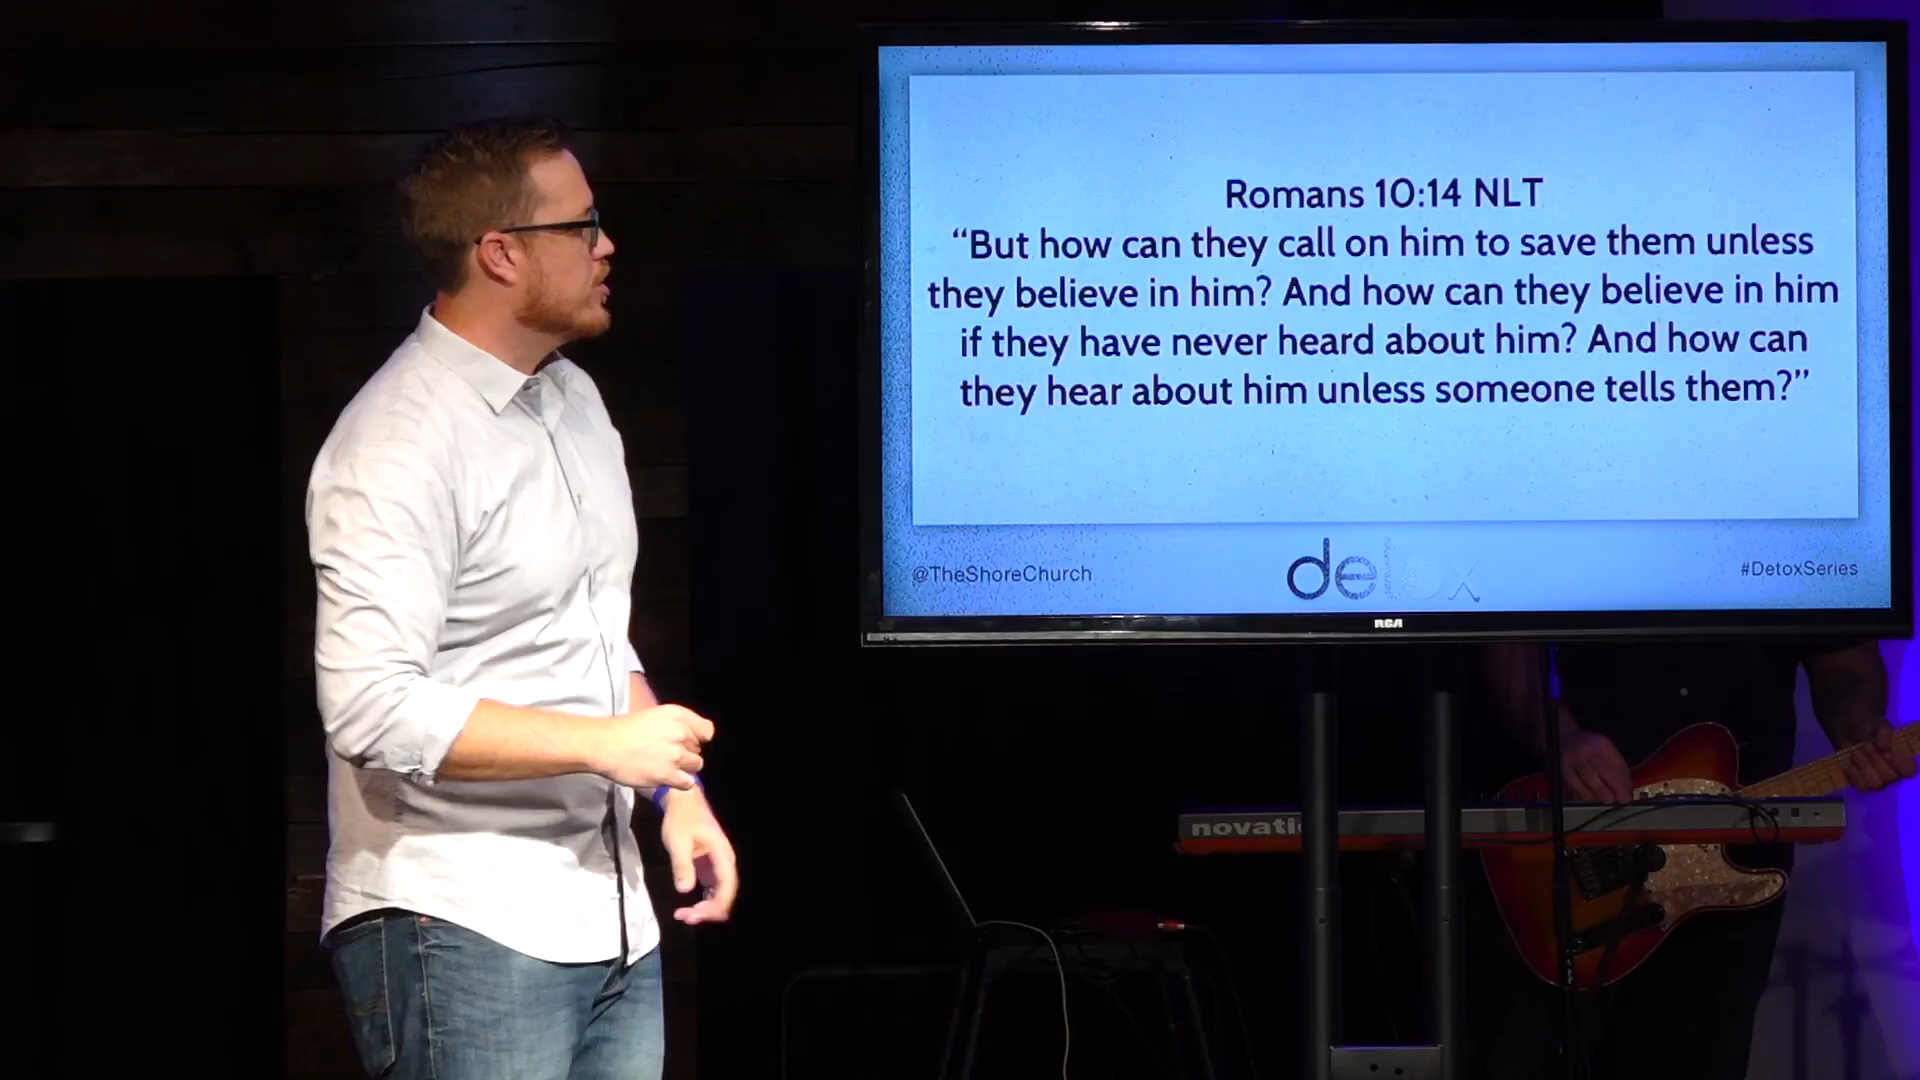 Romans 10:14 NLT
“But how can they call on him to save them unless
they believe in him? And how can they believe in him
if they have never heard about him? And how can
they hear about him unless someone tells them?”
@TheShoreChurch
detox
#DetoxSeries
RCA
novati